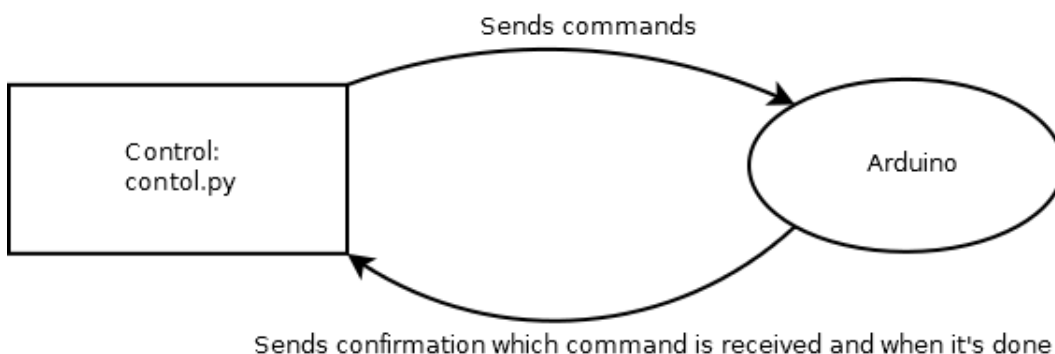 Sends commands
Control:
contol.py
Arduino
Sends confirmation which command is received and when it's done